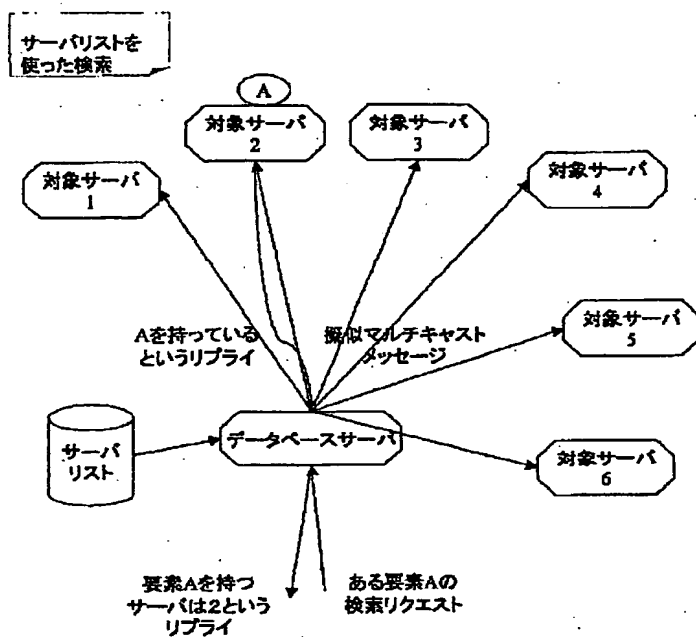 サーバリストを
使った検索
A
対象サーバ
2
対象サーバ
3
対象サーバ
1
対象サーバ
4
Aを持っている
というリプライ
擬似マルチキャスト
メッセージ
対象サーバ
5
サーバ
リスト
データベースサーバ
対象サーバ
6
要素Aを持つ
サーバは2という
リプライ
ある要素Aの
検索リクエスト